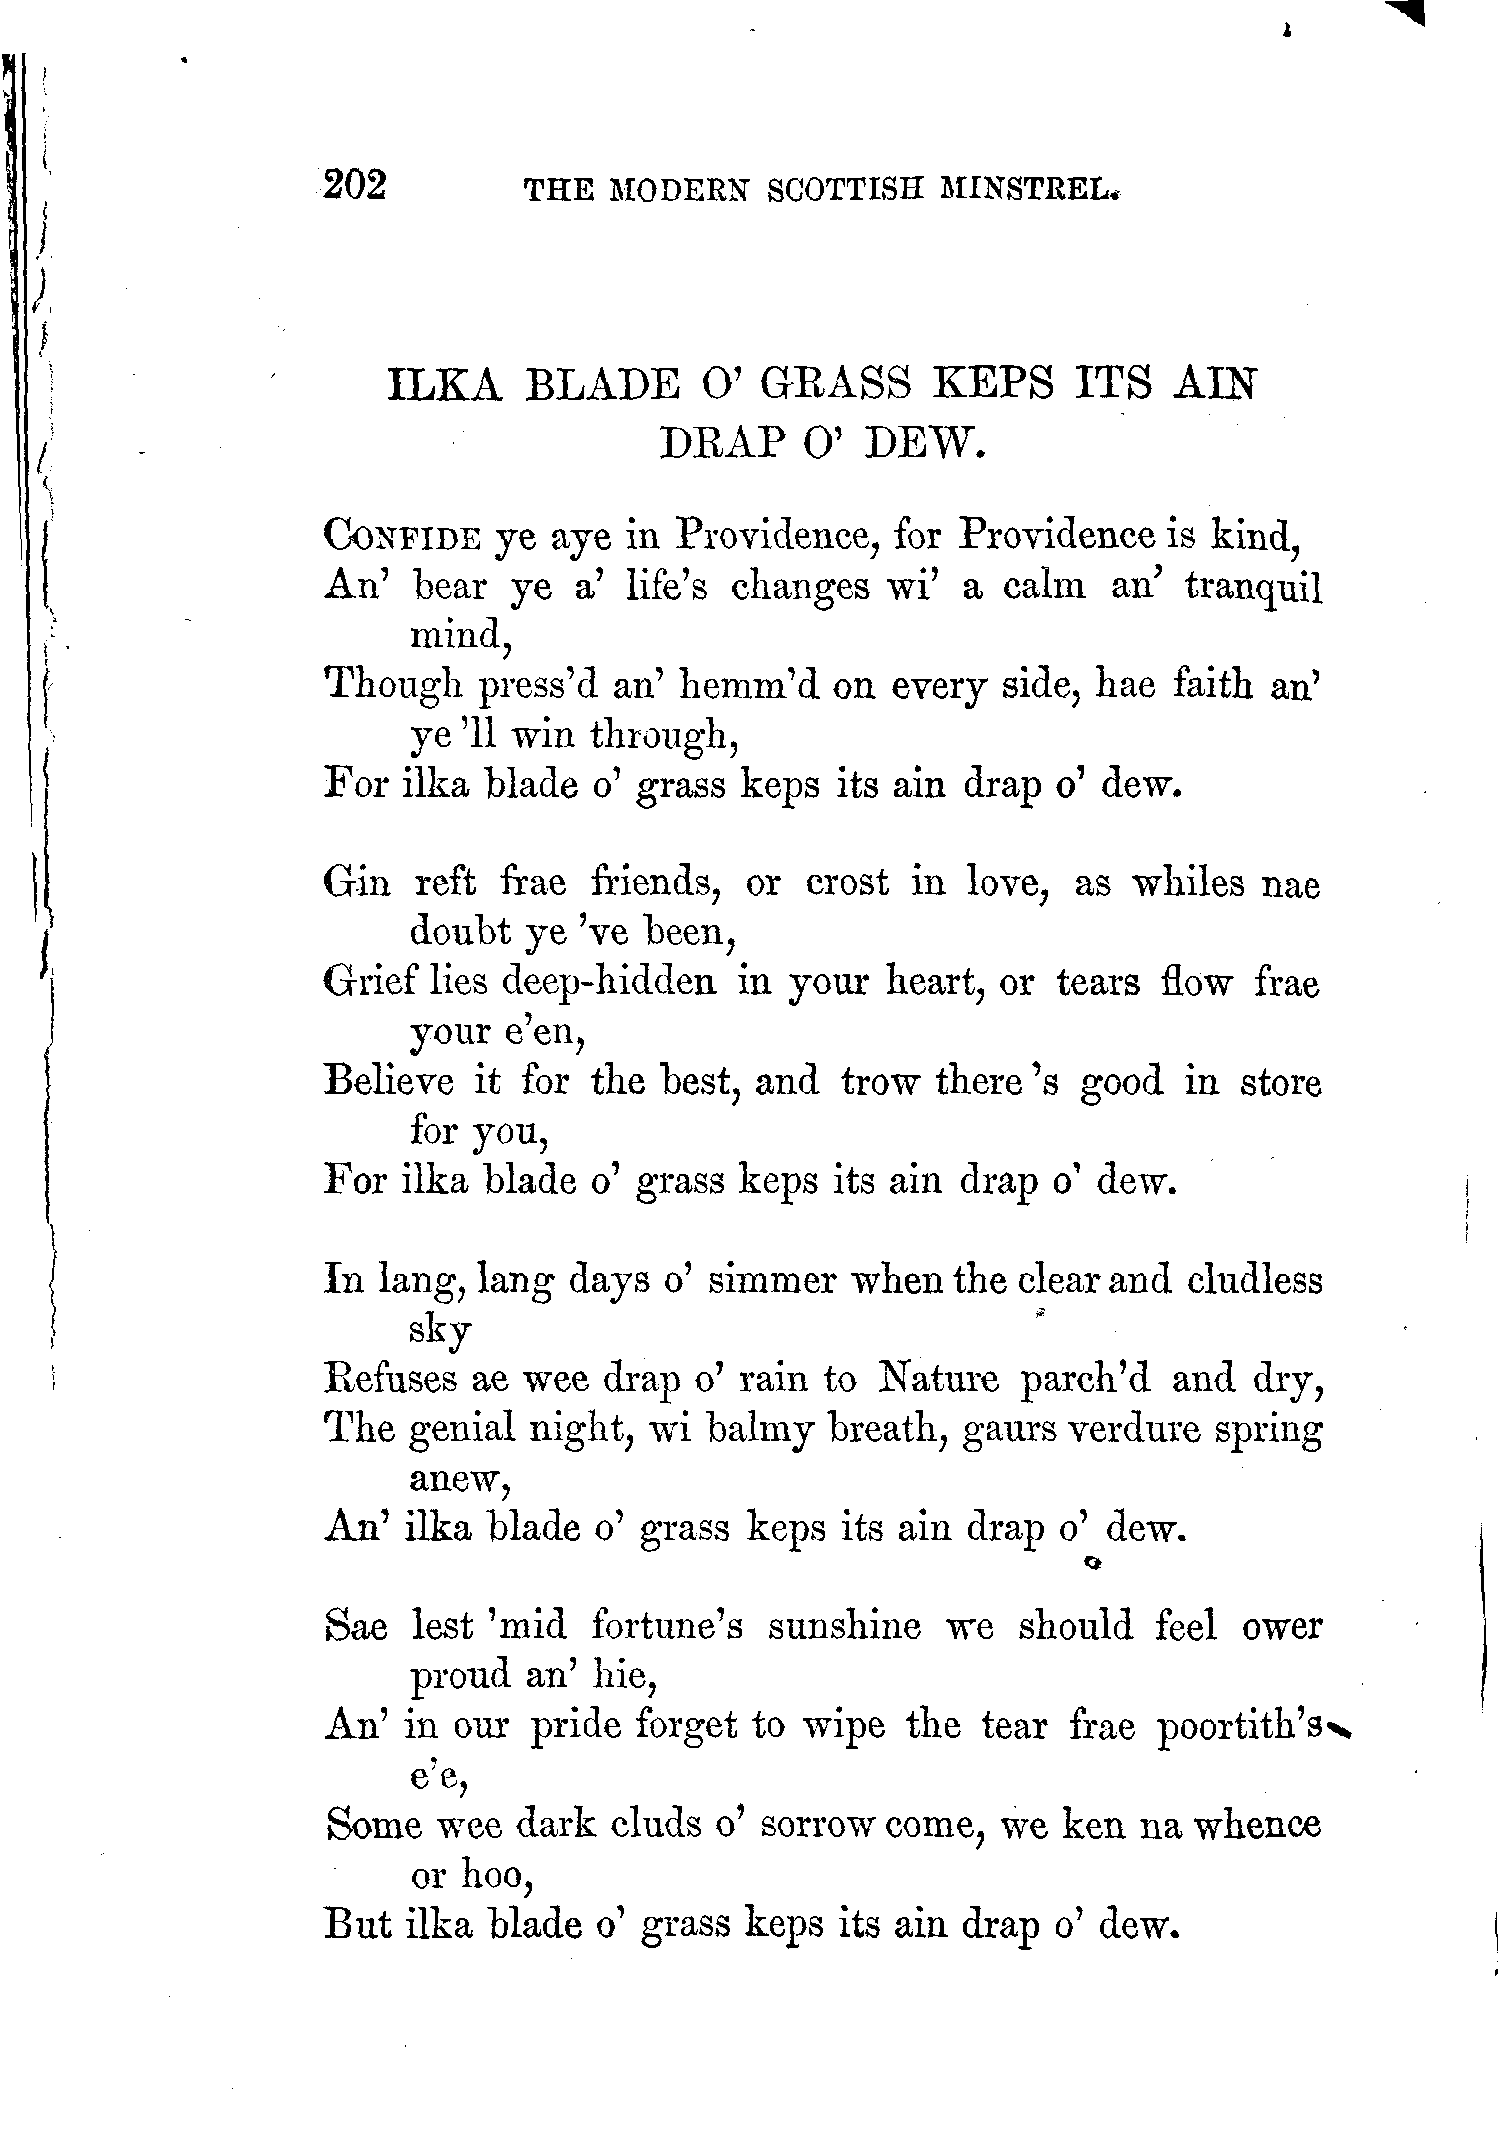 202 THE MODERN SCOTTISH MINSTREL.
ILKA BLADE O' GRASS KEPS ITS AIN
DRAP O' DEW.
CONFIDE ye aye in Providence, for Providence is kind,
An' bear ye a' life's changes wi' a calm an' tranquil
mind,
Though press'd an' hemm'd on every side, hae faith an'
ye 'll win through,
For ilka blade o' grass keps its ain drap o' dew.
Gin reft frae friends, or crost in love, as whiles nae
doubt ye 've been,
Grief lies deep-hidden in your heart, or tears flow frae
your e'en,
Believe it for the best, and trow there 's good in store
for you,
For ilka blade o' grass keps its ain drap o' dew.
In lang, lang days o' simmer when the clear and cludless
sky
Refuses ae wee drap o' rain to Nature parch'd and dry,
The genial night, wi balmy breath, gaurs verdure spring
anew,
An' ilka blade o' grass keps its ain drap o' dew.
Sae lest 'mid fortune's sunshine we should feel ower
proud an' hie,
An' in our pride forget to wipe the tear frae poortith's
e'e,
Some wee dark cluds o' sorrow come, we ken na whence
or hoo,
But ilka blade o' grass keps its ain drap o' dew.